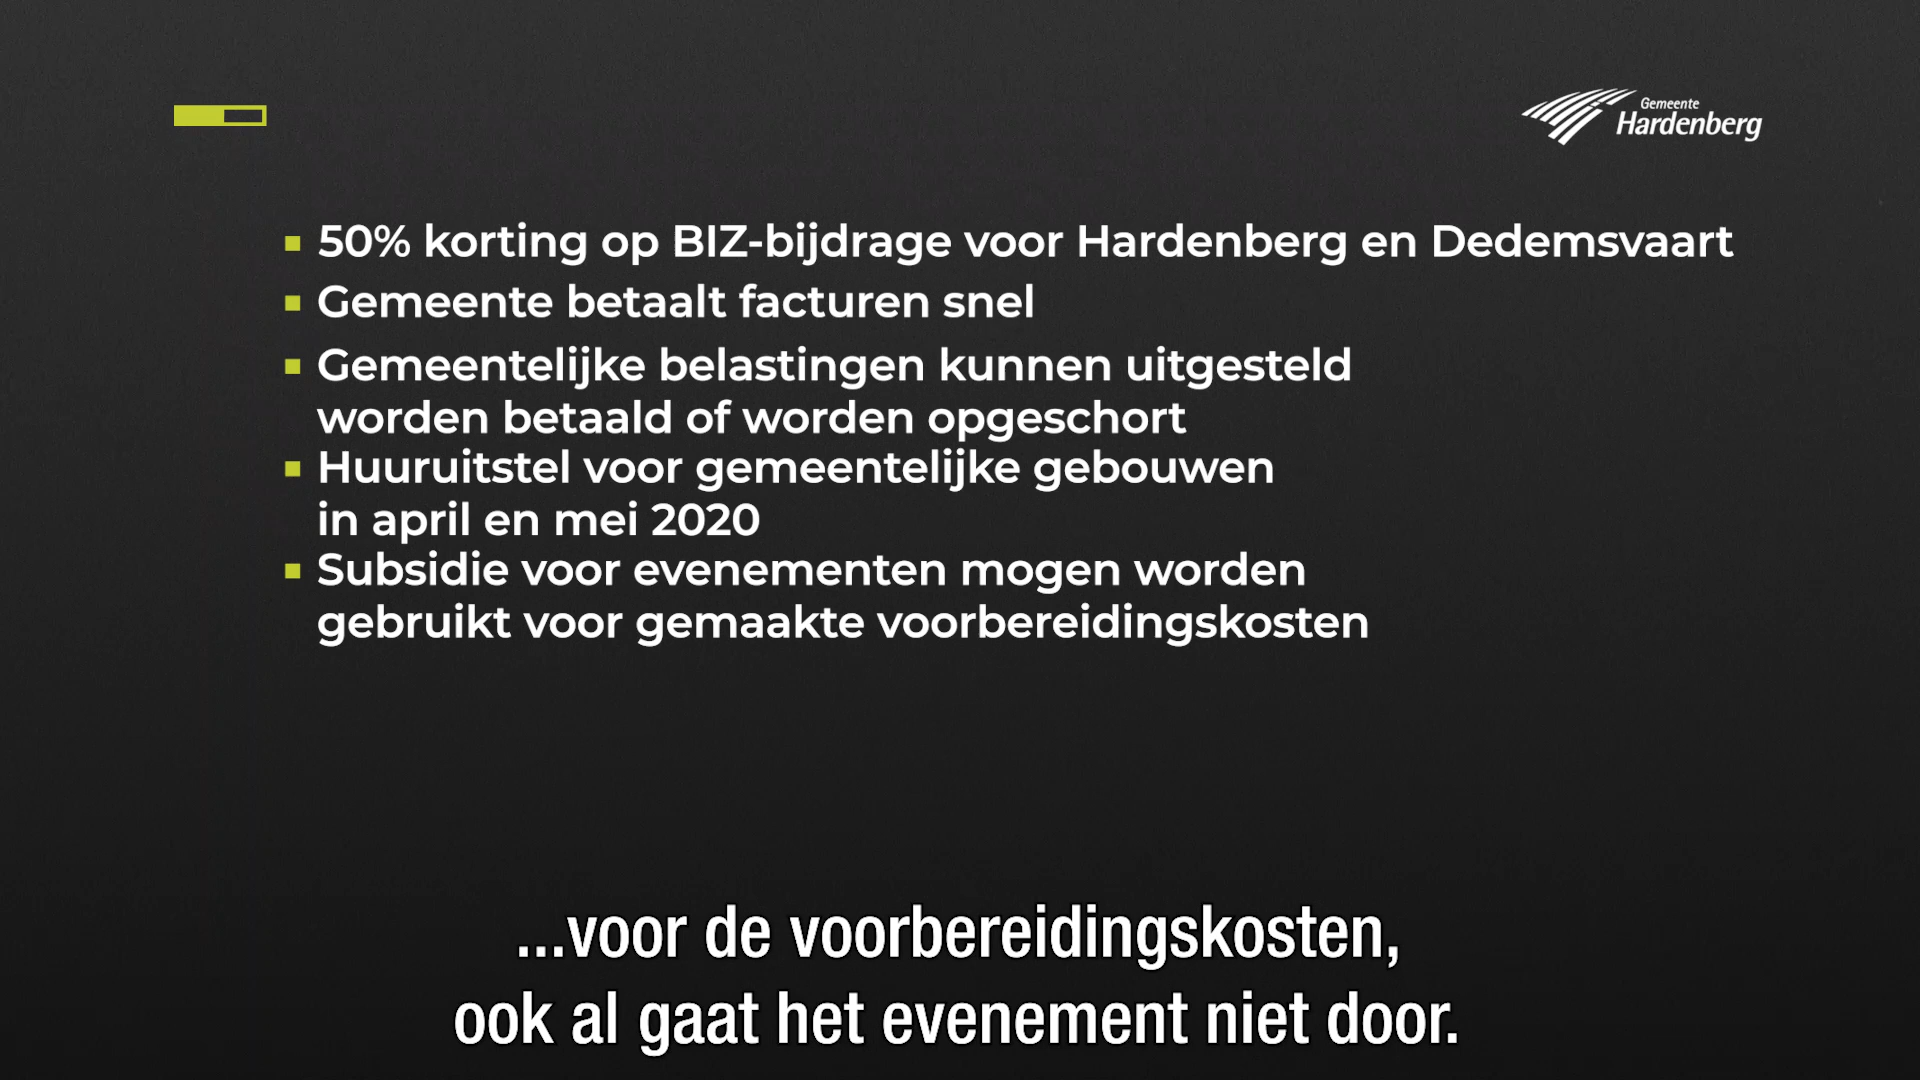 Gemeente
Hardenberg
50% korting op BIZ-bijdrage voor Hardenberg en Dedemsvaart
Gemeente betaalt facturen snel
Gemeentelijke belastingen kunnen uitgesteld
worden betaald of worden opgeschort
Huuruitstel voor gemeentelijke gebouwen
in april en mei 2020
Subsidie voor evenementen mogen worden
gebruikt voor gemaakte voorbereidingskosten
...voor de voorbereidingskosten,
ook al gaat het evenement niet door.